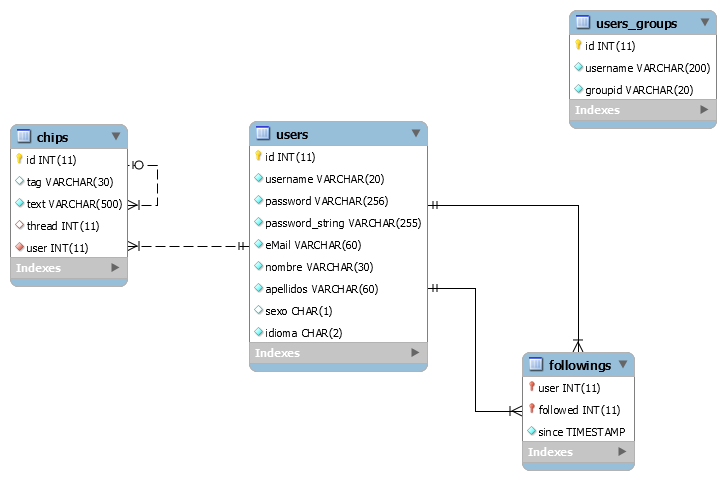 users_groups
id INT(11)
username VARCHAR(200)
groupid VARCHAR(20)
Indexes
chips
id INT(11)
tag VARCHAR(30)
text VARCHAR(500)
thread INT(11)
user INT(11)
Indexes
users
id INT(11)
username VARCHAR(20)
password VARCHAR(256)
password_string VARCHAR(255)
eMail VARCHAR(60)
nombre VARCHAR(30)
apellidos VARCHAR(60)
sexo CHAR(1)
idioma CHAR(2)
Indexes
followings
user INT(11)
followed INT(11)
since TIMESTAMP
Indexes